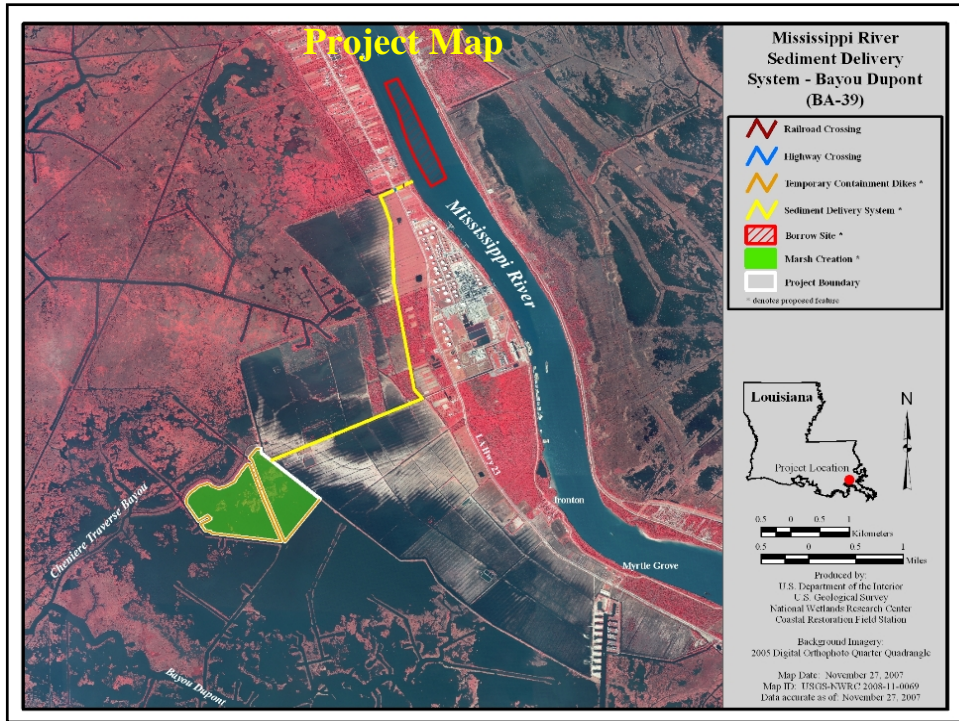 Project Map
Mississippi River
Sediment Delivery
System - Bayou Dupont
(BA-39)
Railroad Crossing
Highway Crossing
Temporary Containment Dikes *
Sediment Delivery System *
Borrow Site *
Marsh Creation *
Project Boundary
* denotes proposed feature
Mississippi River
LA Hwy 23
Ironton
Myrtle Grove
Cheniere Traverse Bayou
Bayou Dupont
Louisiana
Project Location
N
0.5 0 0.5 1
Kilometers
0.5 0 0.5 1
Miles
Produced by:
U.S. Department of the Interior
U.S. Geological Survey
National Wetlands Research Center
Coastal Restoration Field Station
Background Imagery:
2005 Digital Orthophoto Quarter Quadrangle
Map Date: November 27, 2007
Map ID: USGS-NWRC 2008-11-0069
Data accurate as of: November 27, 2007